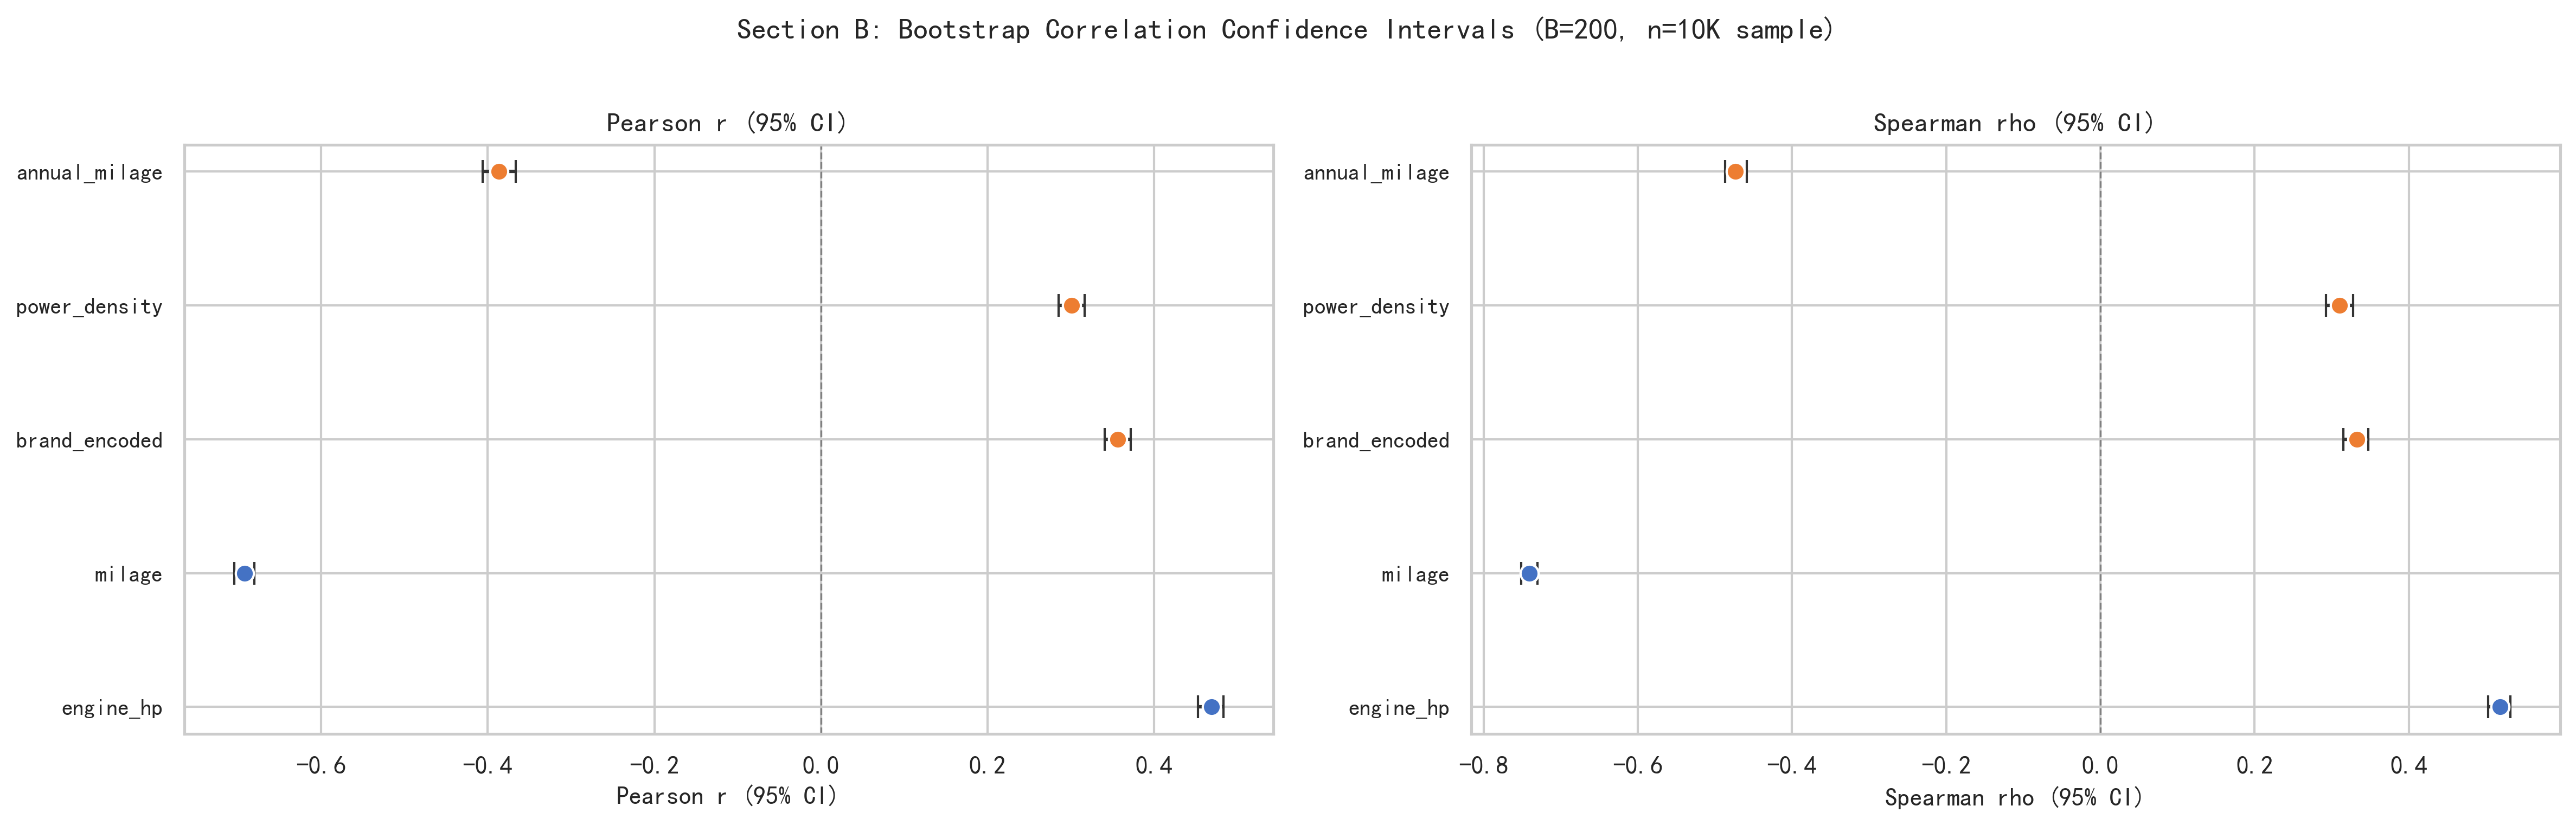 Section B: Bootstrap Correlation Confidence Intervals (B=200, n=10K sample)
Pearson r (95% CI)
annual_milage
power_density
brand_encoded
milage
engine_hp
-0.6 -0.4 -0.2 0.0 0.2 0.4
Pearson r (95% CI)
Spearman rho (95% CI)
annual_milage
power_density
brand_encoded
milage
engine_hp
-0.8 -0.6 -0.4 -0.2 0.0 0.2 0.4
Spearman rho (95% CI)